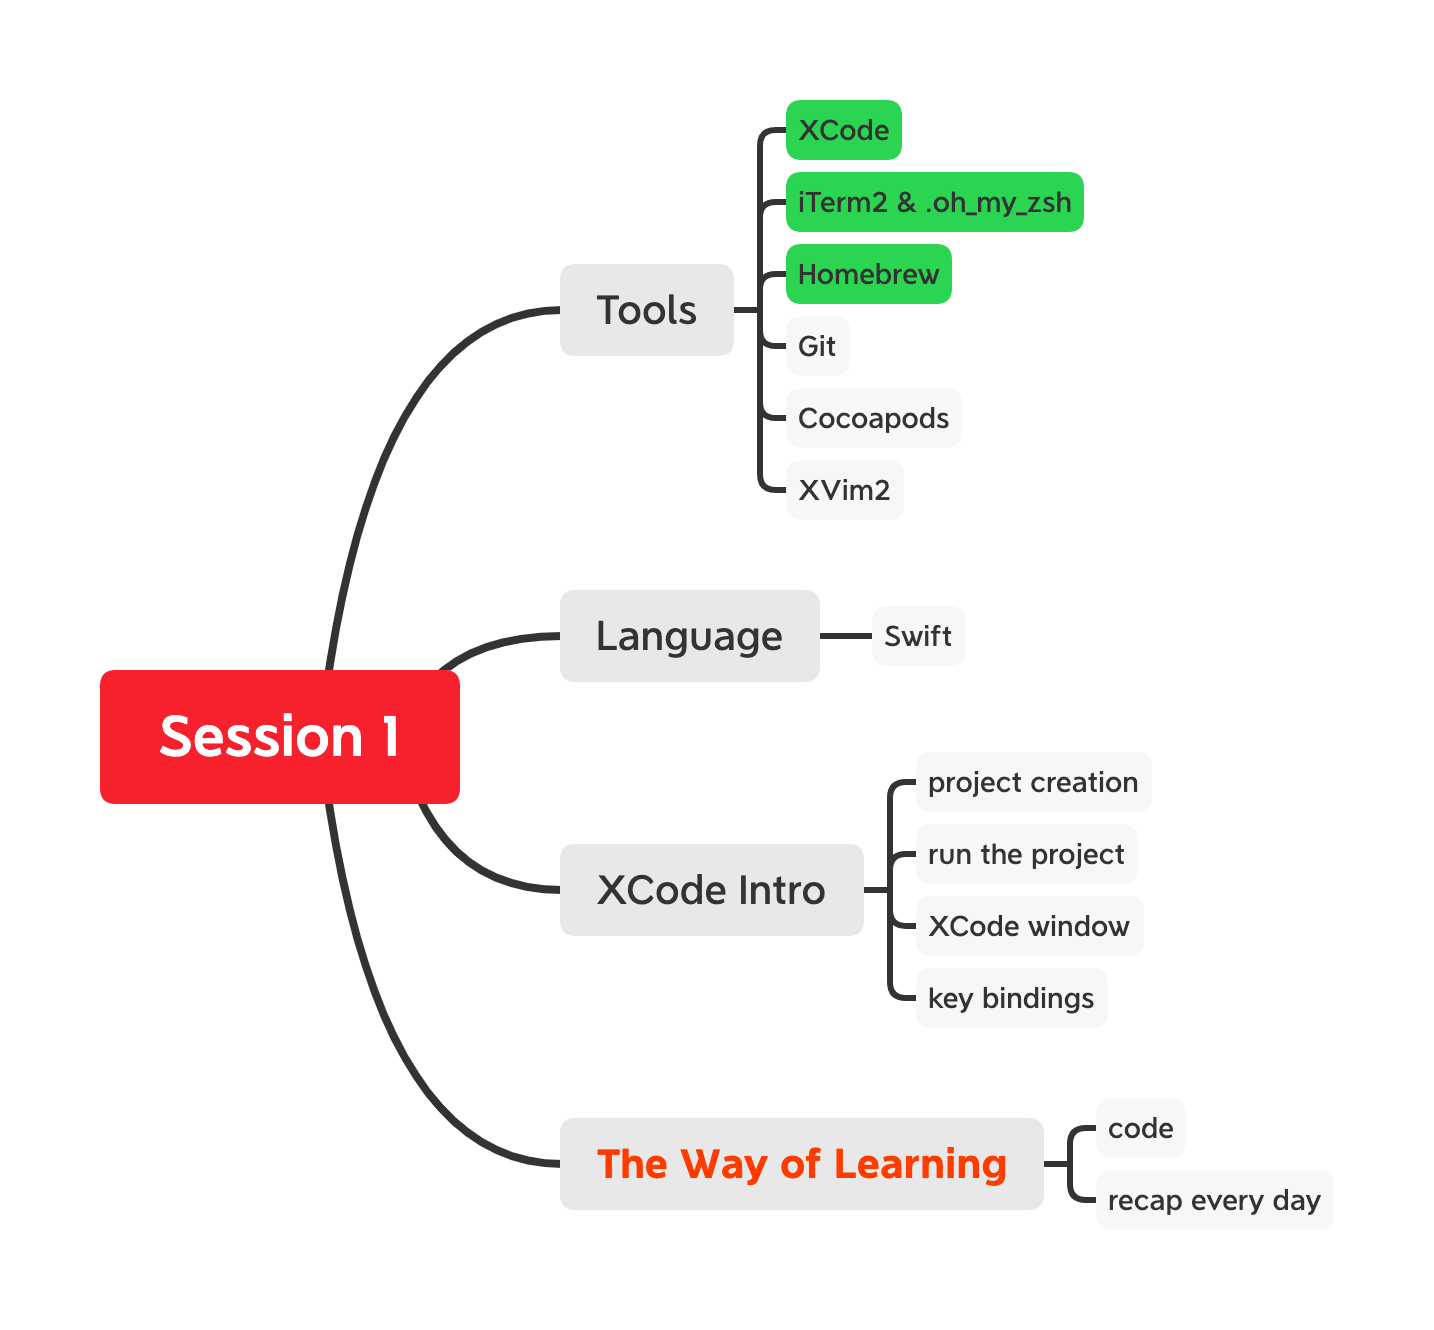 Session 1
Tools
XCode
iTerm2 & .oh_my_zsh
Homebrew
Git
Cocoapods
XVim2
Language
Swift
XCode Intro
project creation
run the project
XCode window
key bindings
The Way of Learning
code
recap every day